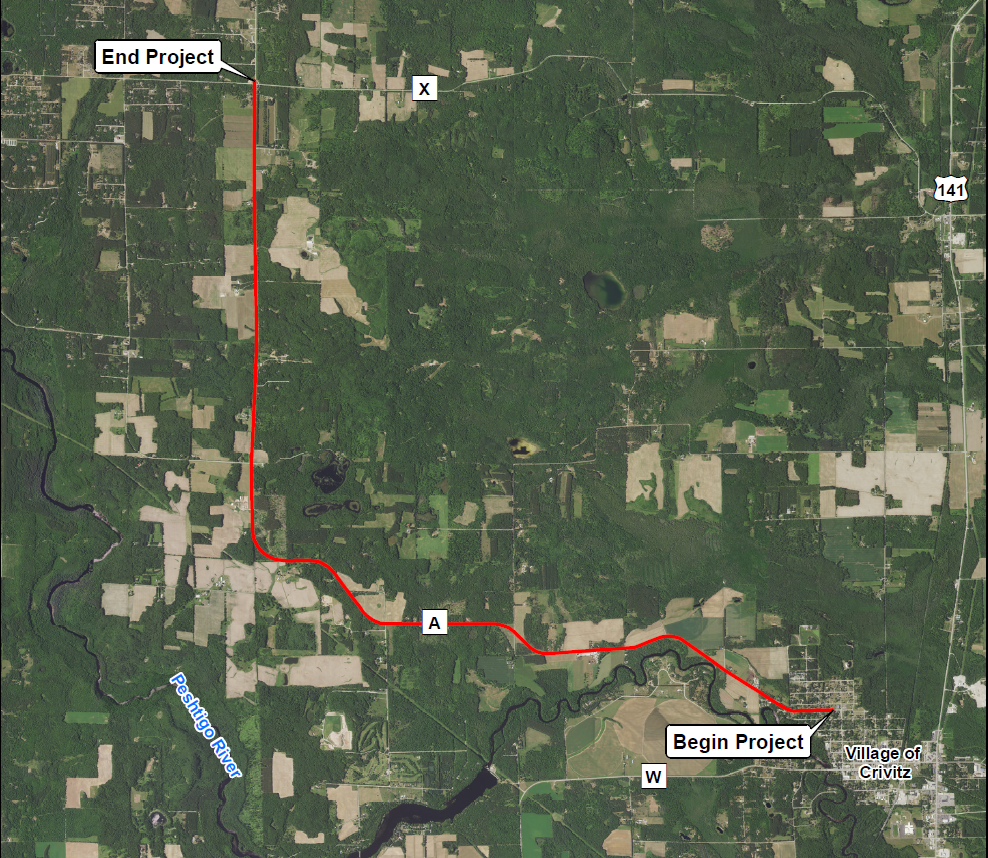 End Project
X
141
A
Peshtigo River
Begin Project
Village of
Crivitz
W